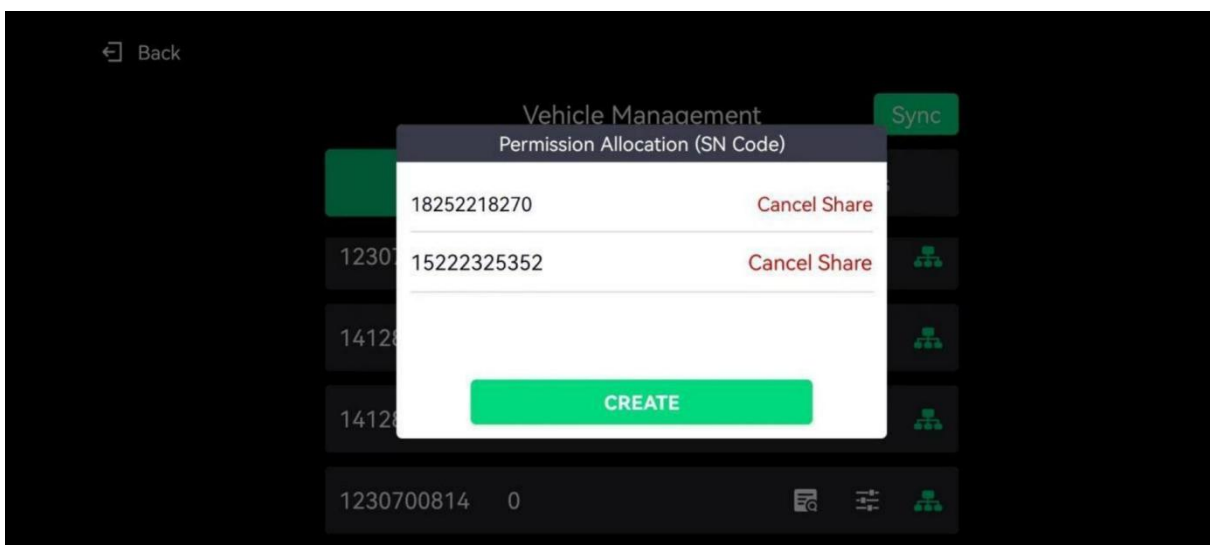 Back
Vehicle Management
Sync
Permission Allocation (SN Code)
18252218270 Cancel Share
15222325352 Cancel Share
CREATE
1230700814 0